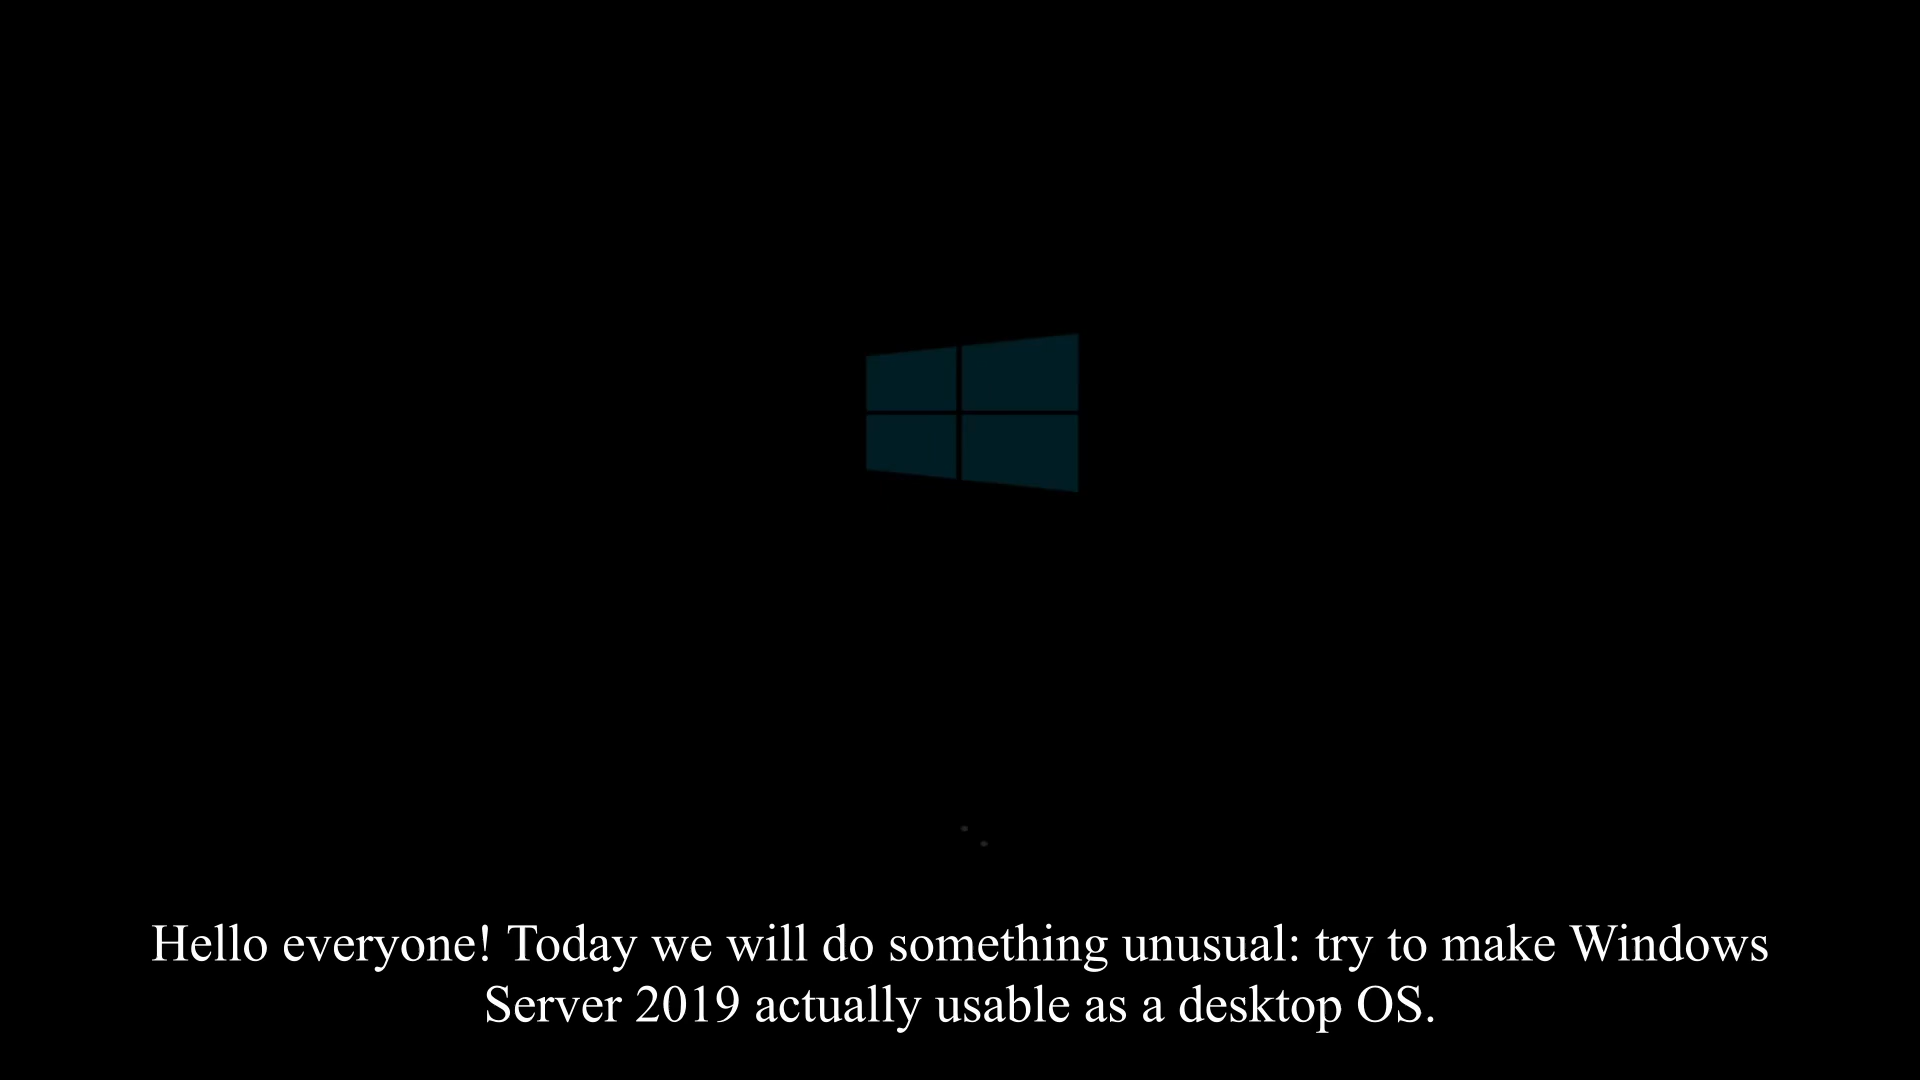 Hello everyone! Today we will do something unusual: try to make Windows
Server 2019 actually usable as a desktop OS.